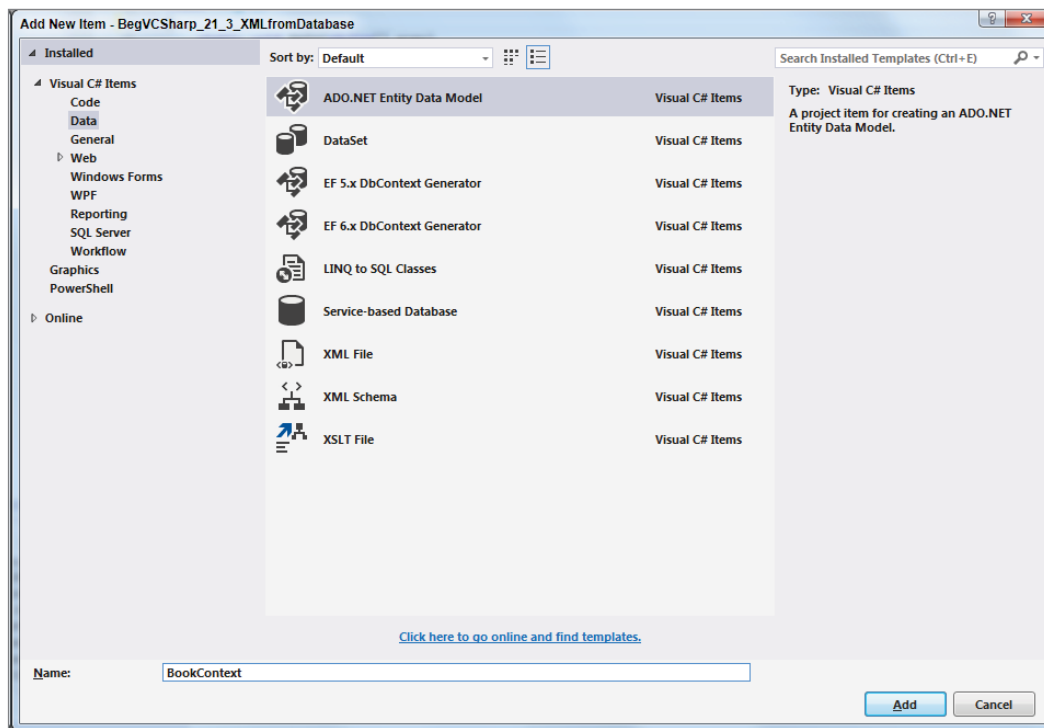 Add New Item - BegVCSharp_21_3_XMLfromDatabase
Installed
Sort by: Default
Search Installed Templates (Ctrl+E)
Visual C# Items
Code
Data
General
Web
Windows Forms
WPF
Reporting
SQL Server
Workflow
Graphics
PowerShell
Online
ADO.NET Entity Data Model Visual C# Items
DataSet Visual C# Items
EF 5.x DbContext Generator Visual C# Items
EF 6.x DbContext Generator Visual C# Items
LINQ to SQL Classes Visual C# Items
Service-based Database Visual C# Items
XML File Visual C# Items
XML Schema Visual C# Items
XSLT File Visual C# Items
Type: Visual C# Items
A project item for creating an ADO.NET
Entity Data Model.
Click here to go online and find templates.
Name: BookContext
Add Cancel